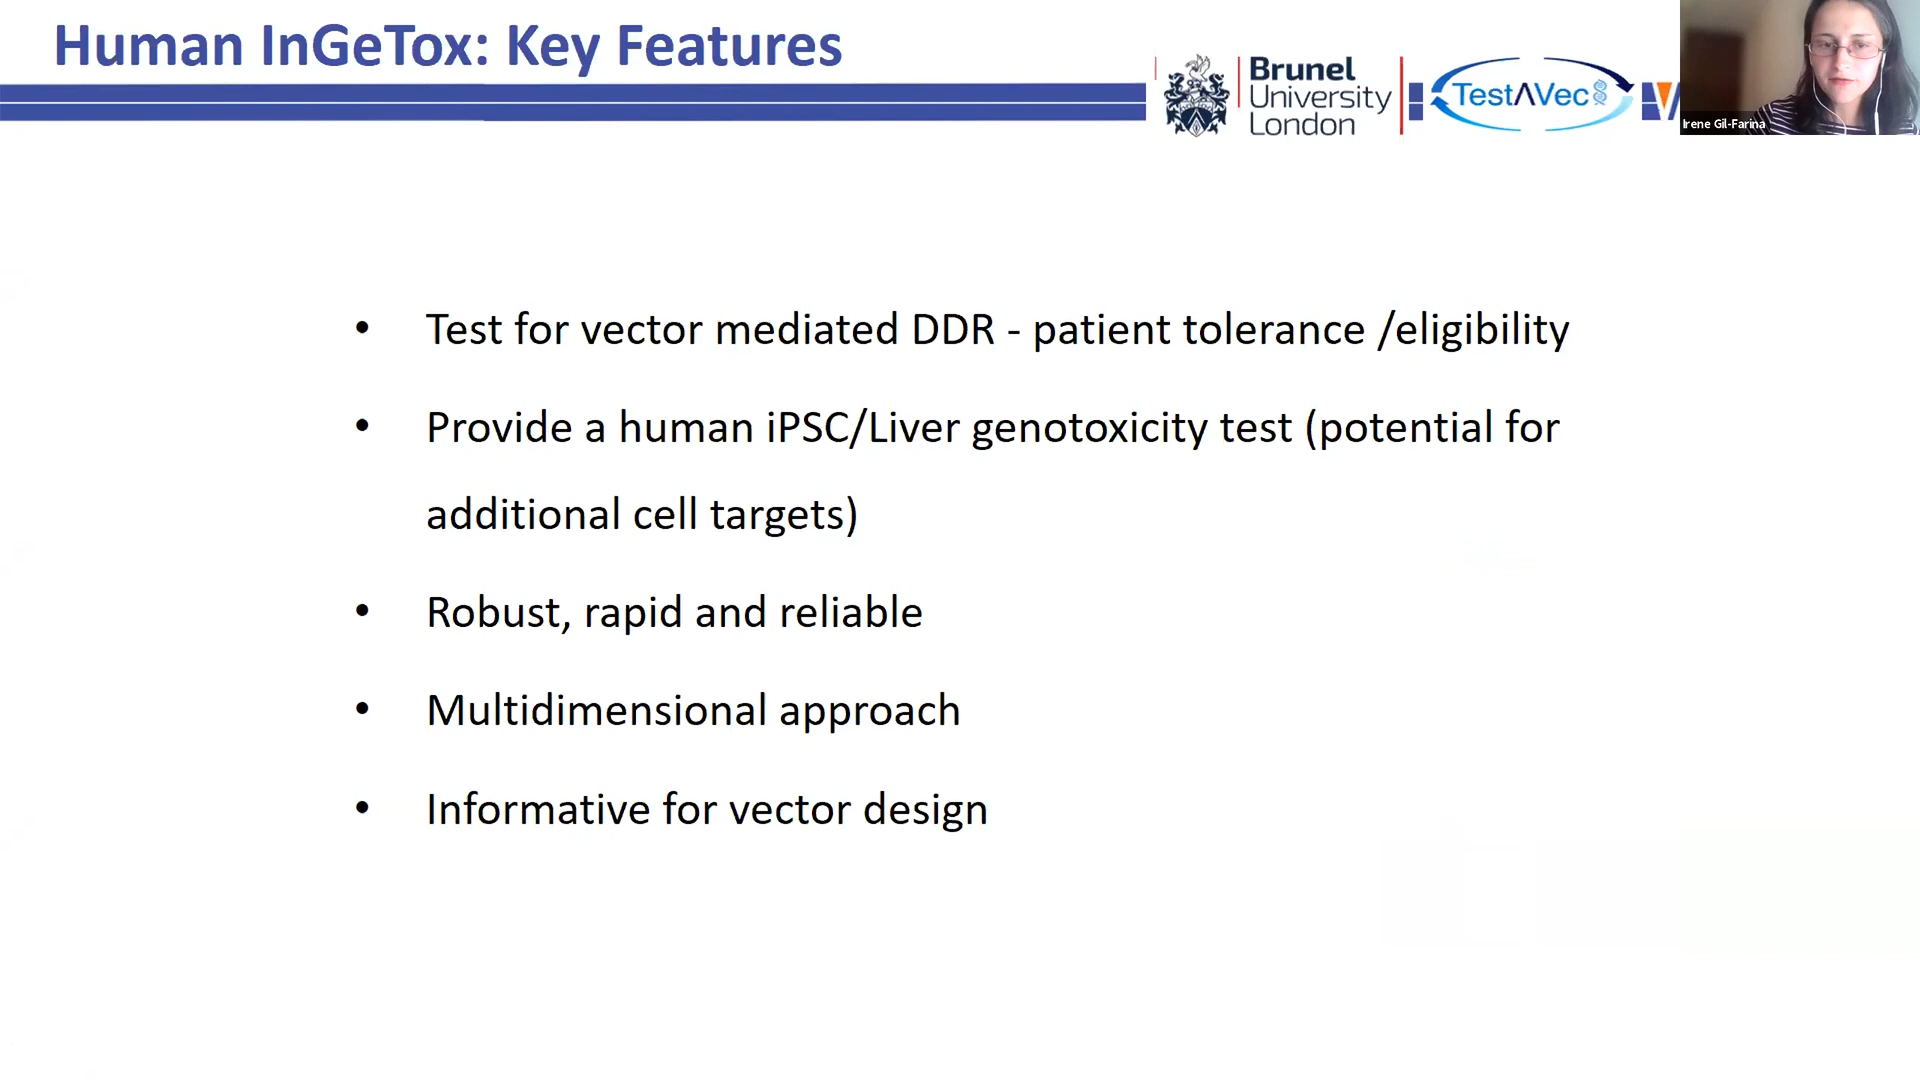 Human InGeTox: Key Features
Brunel
University
London
TestΛVec
Irene Gil-Farina
• Test for vector mediated DDR - patient tolerance /eligibility
• Provide a human iPSC/Liver genotoxicity test (potential for
additional cell targets)
• Robust, rapid and reliable
• Multidimensional approach
• Informative for vector design